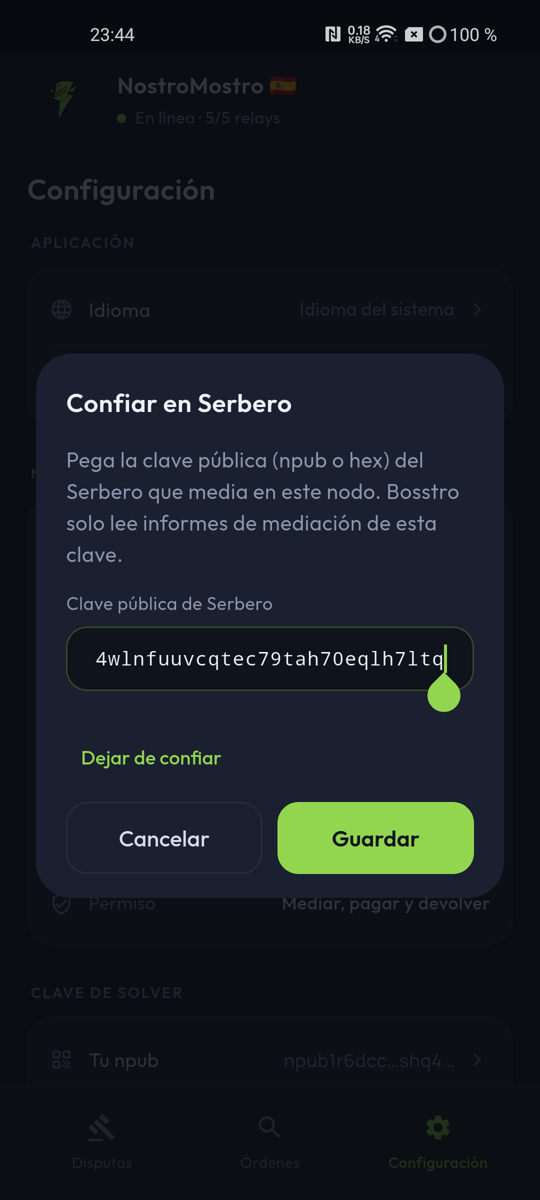 23:44
0.18
KB/S
100 %
NostroMostro
En línea · 5/5 relays
Configuración
APLICACIÓN
Idioma
Idioma del sistema
Confiar en Serbero
Pega la clave pública (npub o hex) del
Serbero que media en este nodo. Bosstro
solo lee informes de mediación de esta
clave.
Clave pública de Serbero
4wlnfuuvcqtec79tah70eqlh7ltq
Dejar de confiar
Cancelar
Guardar
Permiso
Mediar, pagar y devolver
CLAVE DE SOLVER
Tu npub
npub1r6dcc...shq4...
Disputas
Órdenes
Configuración